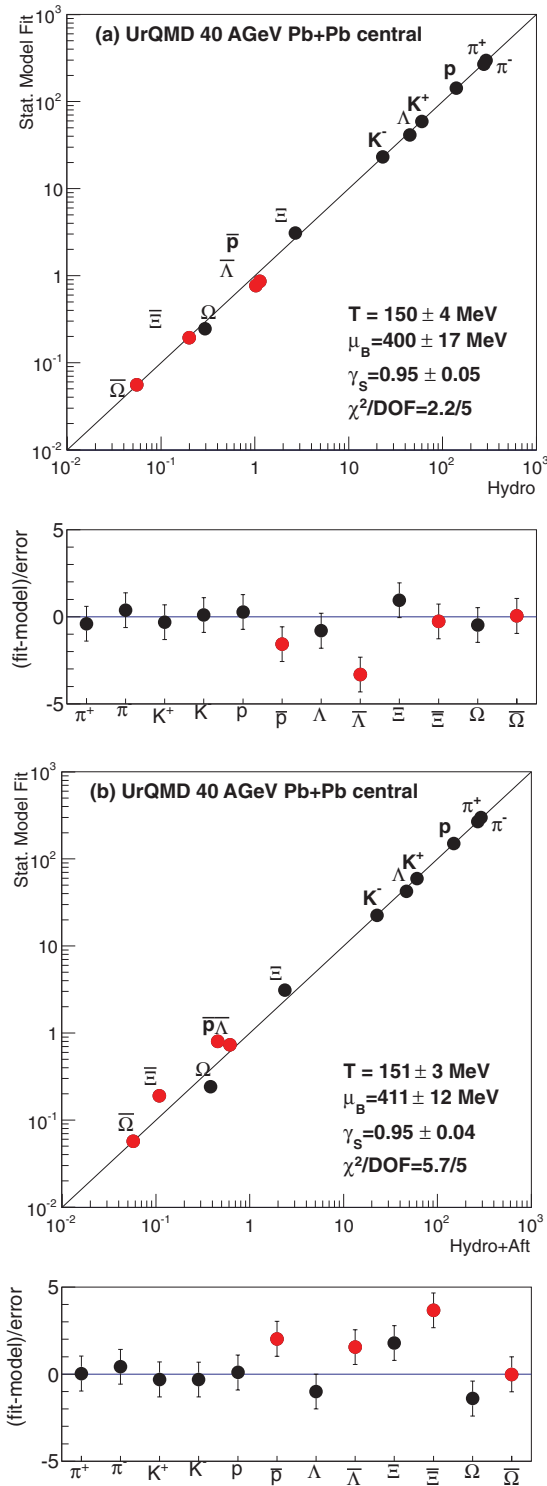 (a) UrQMD 40 AGeV Pb+Pb central
Stat. Model Fit
10³
10²
10
1
10⁻¹
10⁻²
π⁺
π⁻
p
K⁺
Λ
K⁻
Ξ
p̅
Λ̅
Ω
Ξ̅
Ω̅
T = 150 ± 4 MeV
μ_B=400 ± 17 MeV
γ_S=0.95 ± 0.05
χ²/DOF=2.2/5
10⁻² 10⁻¹ 1 10 10² 10³
Hydro
(fit-model)/error
5
0
-5
π⁺ π⁻ K⁺ K⁻ p p̅ Λ Λ̅ Ξ Ξ̅ Ω Ω̅
(b) UrQMD 40 AGeV Pb+Pb central
Stat. Model Fit
10³
10²
10
1
10⁻¹
10⁻²
π⁺
π⁻
p
K⁺
Λ
K⁻
Ξ
p̅ Λ̅
Ω
Ξ̅
Ω̅
T = 151 ± 3 MeV
μ_B=411 ± 12 MeV
γ_S=0.95 ± 0.04
χ²/DOF=5.7/5
10⁻² 10⁻¹ 1 10 10² 10³
Hydro+Aft
(fit-model)/error
5
0
-5
π⁺ π⁻ K⁺ K⁻ p p̅ Λ Λ̅ Ξ Ξ̅ Ω Ω̅